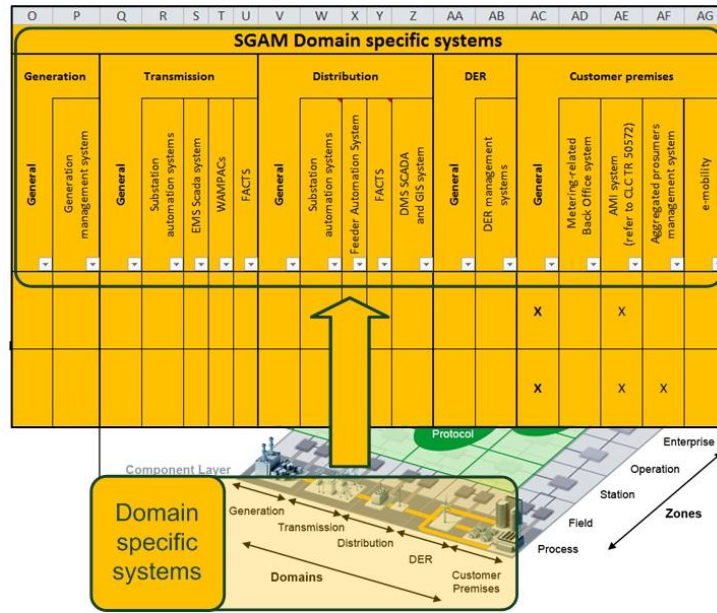 O P Q R S T U V W X Y Z AA AB AC AD AE AF AG
SGAM Domain specific systems
Generation Transmission Distribution DER Customer premises
General
Generation
management system
General
Substation
automation systems
EMS Scada system
WAMPACs
FACTS
General
Substation
automation systems
Feeder Automation System
FACTS
DMS SCADA
and GIS system
General
DER management
systems
General
Metering-related
Back Office system
AMI system
(refer to CLC TR 50572)
Aggregated prosumers
management system
e-mobility
X X
X X X
Protocol
Component Layer
Enterprise
Operation
Station
Field
Process
Zones
Generation
Transmission
Distribution
DER
Customer
Premises
Domains
Domain
specific
systems